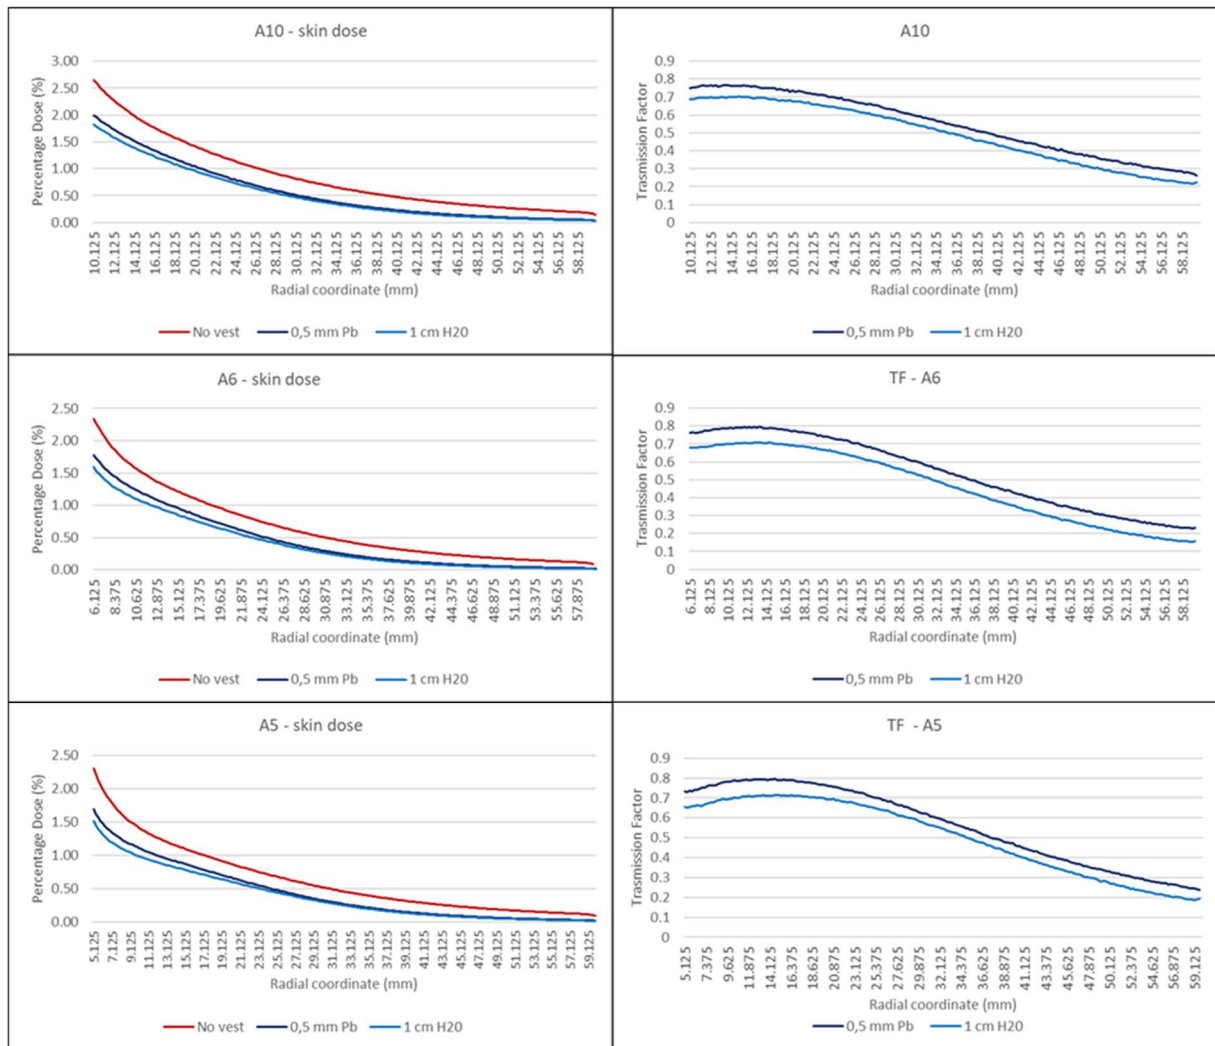 A10 - skin dose
Percentage Dose (%)
3.00
2.50
2.00
1.50
1.00
0.50
0.00
10.125 12.125 14.125 16.125 18.125 20.125 22.125 24.125 26.125 28.125 30.125 32.125 34.125 36.125 38.125 40.125 42.125 44.125 46.125 48.125 50.125 52.125 54.125 56.125 58.125
Radial coordinate (mm)
No vest 0,5 mm Pb 1 cm H20
A10
Trasmission Factor
0.9
0.8
0.7
0.6
0.5
0.4
0.3
0.2
0.1
0
10.125 12.125 14.125 16.125 18.125 20.125 22.125 24.125 26.125 28.125 30.125 32.125 34.125 36.125 38.125 40.125 42.125 44.125 46.125 48.125 50.125 52.125 54.125 56.125 58.125
Radial coordinate (mm)
0,5 mm Pb 1 cm H20
A6 - skin dose
Percentage Dose (%)
2.50
2.00
1.50
1.00
0.50
0.00
6.125 8.375 10.625 12.875 15.125 17.375 19.625 21.875 24.125 26.375 28.625 30.875 33.125 35.375 37.625 39.875 42.125 44.375 46.625 48.875 51.125 53.375 55.625 57.875
Radial coordinate (mm)
No vest 0,5 mm Pb 1 cm H20
TF - A6
Trasmission Factor
0.9
0.8
0.7
0.6
0.5
0.4
0.3
0.2
0.1
0
6.125 8.125 10.125 12.125 14.125 16.125 18.125 20.125 22.125 24.125 26.125 28.125 30.125 32.125 34.125 36.125 38.125 40.125 42.125 44.125 46.125 48.125 50.125 52.125 54.125 56.125 58.125
Radial coordinate (mm)
0,5 mm Pb 1 cm H20
A5 - skin dose
Percentage Dose (%)
2.50
2.00
1.50
1.00
0.50
0.00
5.125 7.125 9.125 11.125 13.125 15.125 17.125 19.125 21.125 23.125 25.125 27.125 29.125 31.125 33.125 35.125 37.125 39.125 41.125 43.125 45.125 47.125 49.125 51.125 53.125 55.125 57.125 59.125
Radial coordinate (mm)
No vest 0,5 mm Pb 1 cm H20
TF - A5
Trasmission Factor
0.9
0.8
0.7
0.6
0.5
0.4
0.3
0.2
0.1
0
5.125 7.375 9.625 11.875 14.125 16.375 18.625 20.875 23.125 25.375 27.625 29.875 32.125 34.375 36.625 38.875 41.125 43.375 45.625 47.875 50.125 52.375 54.625 56.875 59.125
Radial coordinate (mm)
0,5 mm Pb 1 cm H20